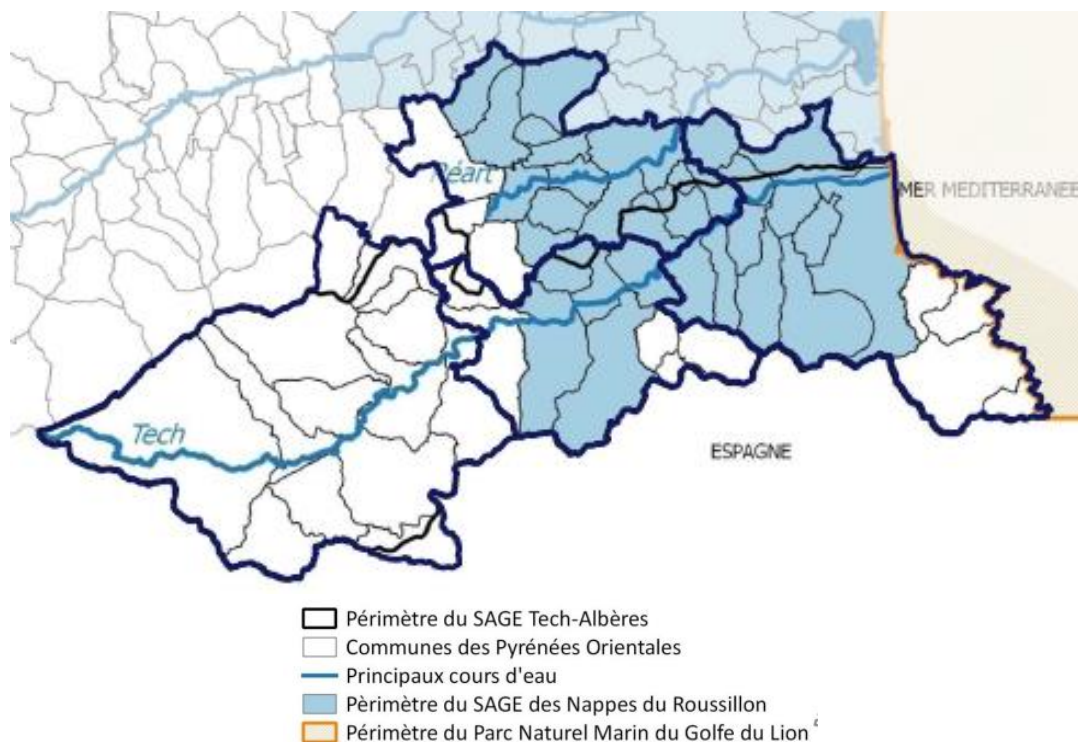 Réart
MER MEDITERRANEE
Tech
ESPAGNE
Périmètre du SAGE Tech-Albères
Communes des Pyrénées Orientales
Principaux cours d'eau
Pèrimètre du SAGE des Nappes du Roussillon
Périmètre du Parc Naturel Marin du Golfe du Lion